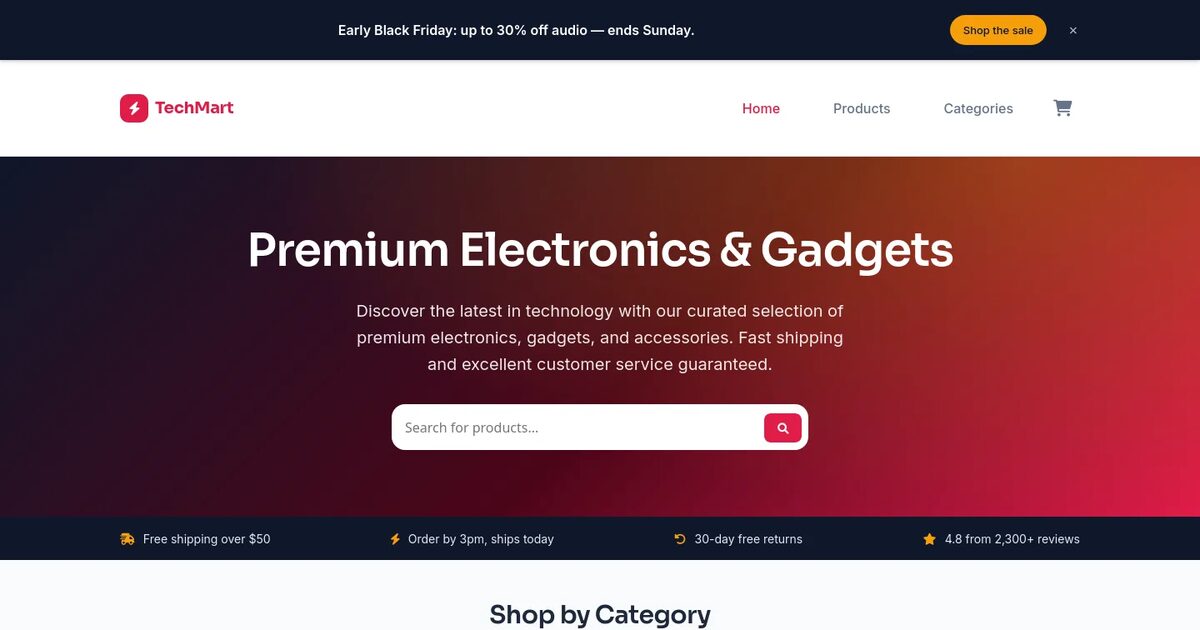 Early Black Friday: up to 30% off audio — ends Sunday.
Shop the sale
×
TechMart
Home
Products
Categories
Premium Electronics & Gadgets
Discover the latest in technology with our curated selection of
premium electronics, gadgets, and accessories. Fast shipping
and excellent customer service guaranteed.
Search for products...
Free shipping over $50
Order by 3pm, ships today
30-day free returns
4.8 from 2,300+ reviews
Shop by Category